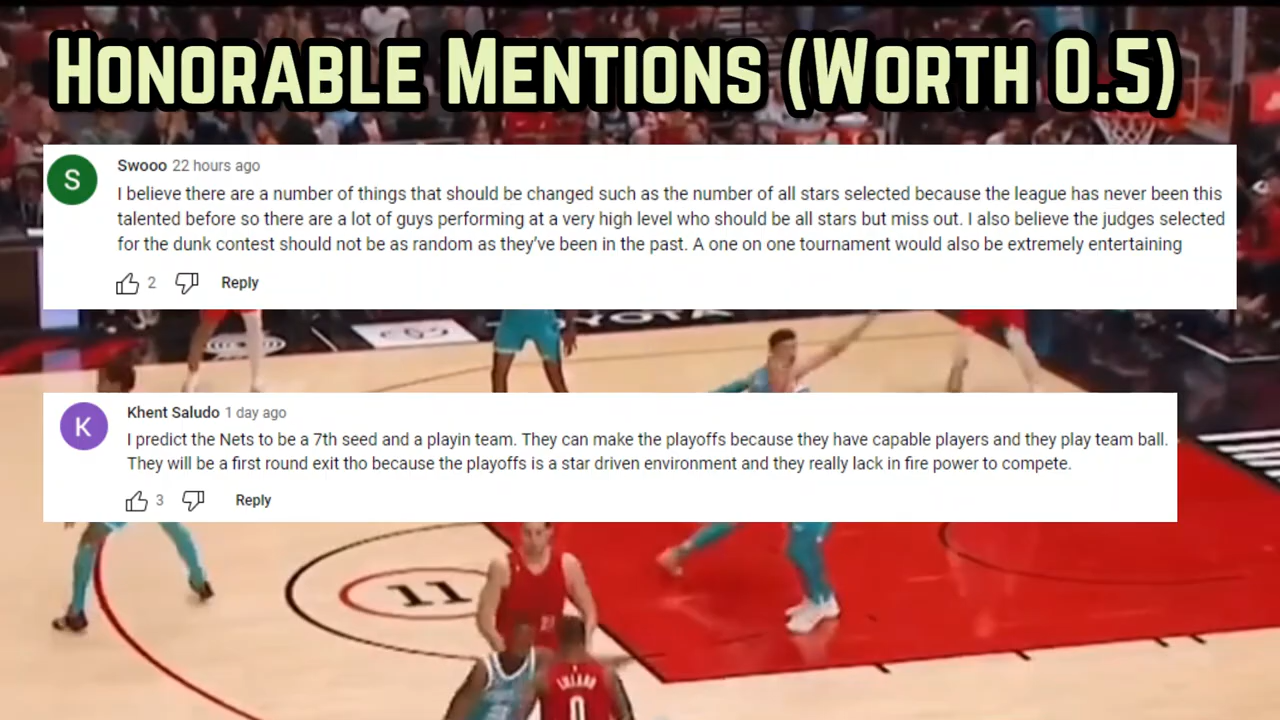 Honorable Mentions (Worth 0.5)
S
Swooo 22 hours ago
I believe there are a number of things that should be changed such as the number of all stars selected because the league has never been this
talented before so there are a lot of guys performing at a very high level who should be all stars but miss out. I also believe the judges selected
for the dunk contest should not be as random as they've been in the past. A one on one tournament would also be extremely entertaining
2 Reply
TOYOTA
K
Khent Saludo 1 day ago
I predict the Nets to be a 7th seed and a playin team. They can make the playoffs because they have capable players and they play team ball.
They will be a first round exit tho because the playoffs is a star driven environment and they really lack in fire power to compete.
3 Reply
11
LILLARD
0